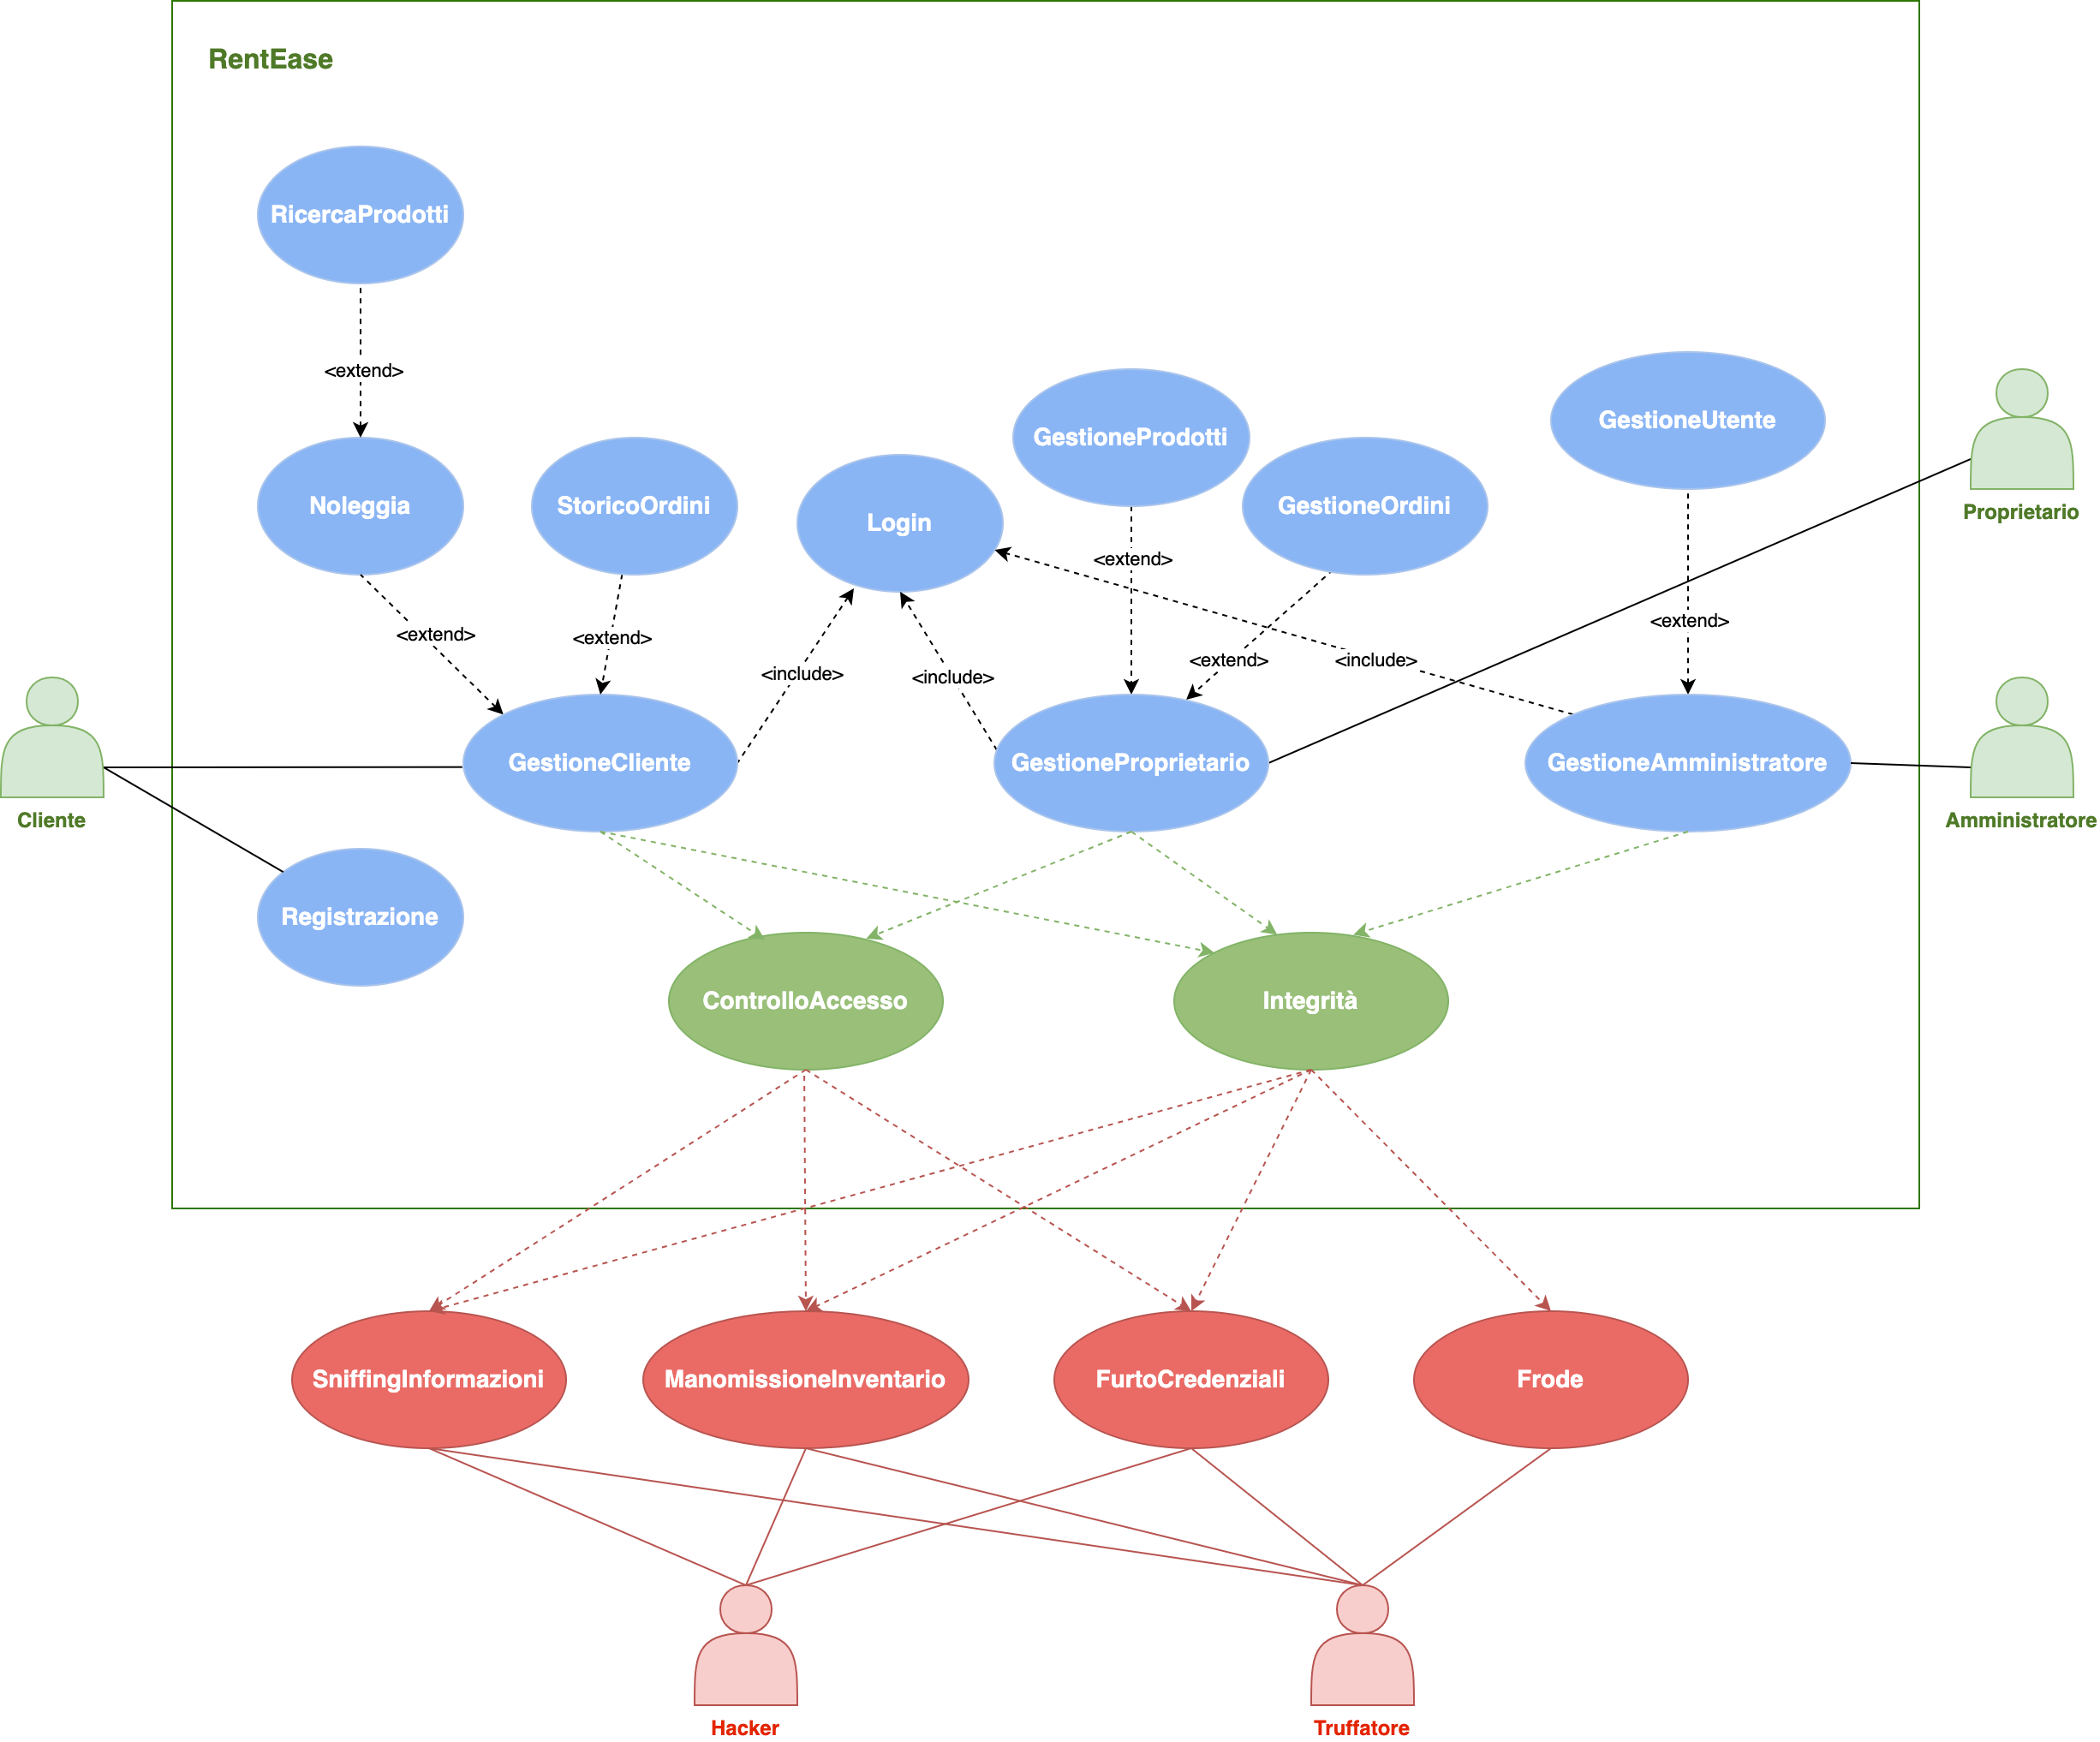 RentEase
RicercaProdotti
<extend>
Noleggia
StoricoOrdini
Login
GestioneProdotti
GestioneOrdini
GestioneUtente
Proprietario
<extend>
<extend>
<extend>
<extend>
<extend>
<include>
<include>
<include>
GestioneCliente
GestioneProprietario
GestioneAmministratore
Cliente
Amministratore
Registrazione
ControlloAccesso
Integrità
SniffingInformazioni
ManomissioneInventario
FurtoCredenziali
Frode
Hacker
Truffatore